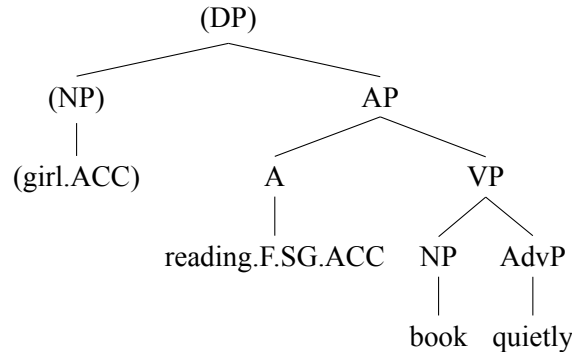 (DP)
(NP) AP
(girl.ACC) A VP
reading.F.SG.ACC NP AdvP
book quietly